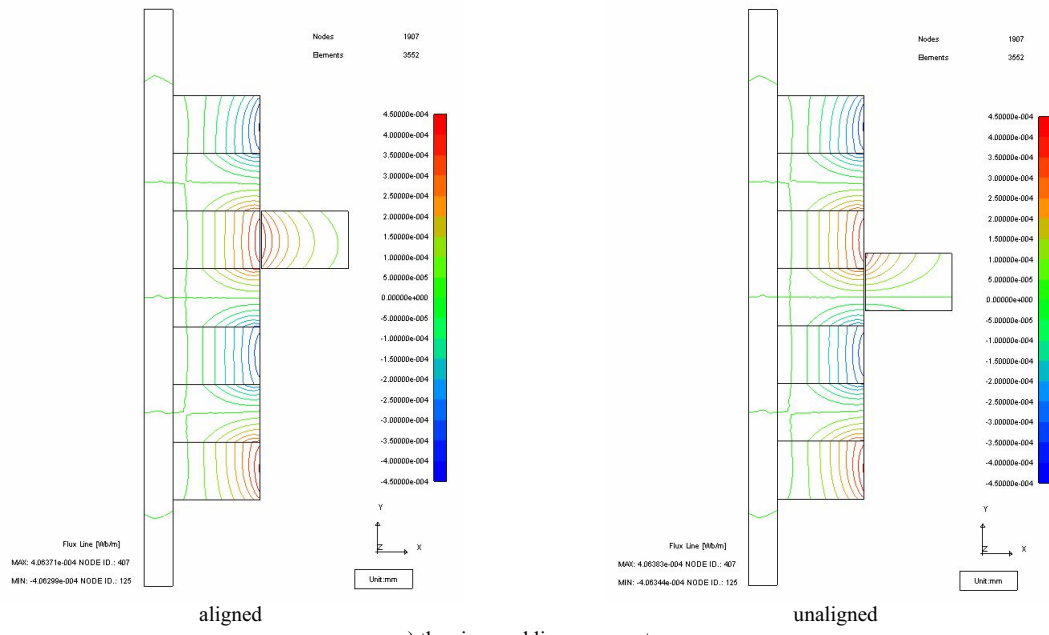 Nodes 1907
Elements 3552
4.50000e-004
4.00000e-004
3.50000e-004
3.00000e-004
2.50000e-004
2.00000e-004
1.50000e-004
1.00000e-004
5.00000e-005
0.00000e+000
-5.00000e-005
-1.00000e-004
-1.50000e-004
-2.00000e-004
-2.50000e-004
-3.00000e-004
-3.50000e-004
-4.00000e-004
-4.50000e-004
Y
Z X
Flux Line [Wb/m]
MAX: 4.06371e-004 NODE ID.: 407
MIN: -4.06299e-004 NODE ID.: 125
Unit:mm
aligned
Nodes 1907
Elements 3552
4.50000e-004
4.00000e-004
3.50000e-004
3.00000e-004
2.50000e-004
2.00000e-004
1.50000e-004
1.00000e-004
5.00000e-005
0.00000e+000
-5.00000e-005
-1.00000e-004
-1.50000e-004
-2.00000e-004
-2.50000e-004
-3.00000e-004
-3.50000e-004
-4.00000e-004
-4.50000e-004
Y
Z X
Flux Line [Wb/m]
MAX: 4.06383e-004 NODE ID.: 407
MIN: -4.06344e-004 NODE ID.: 125
Unit:mm
unaligned